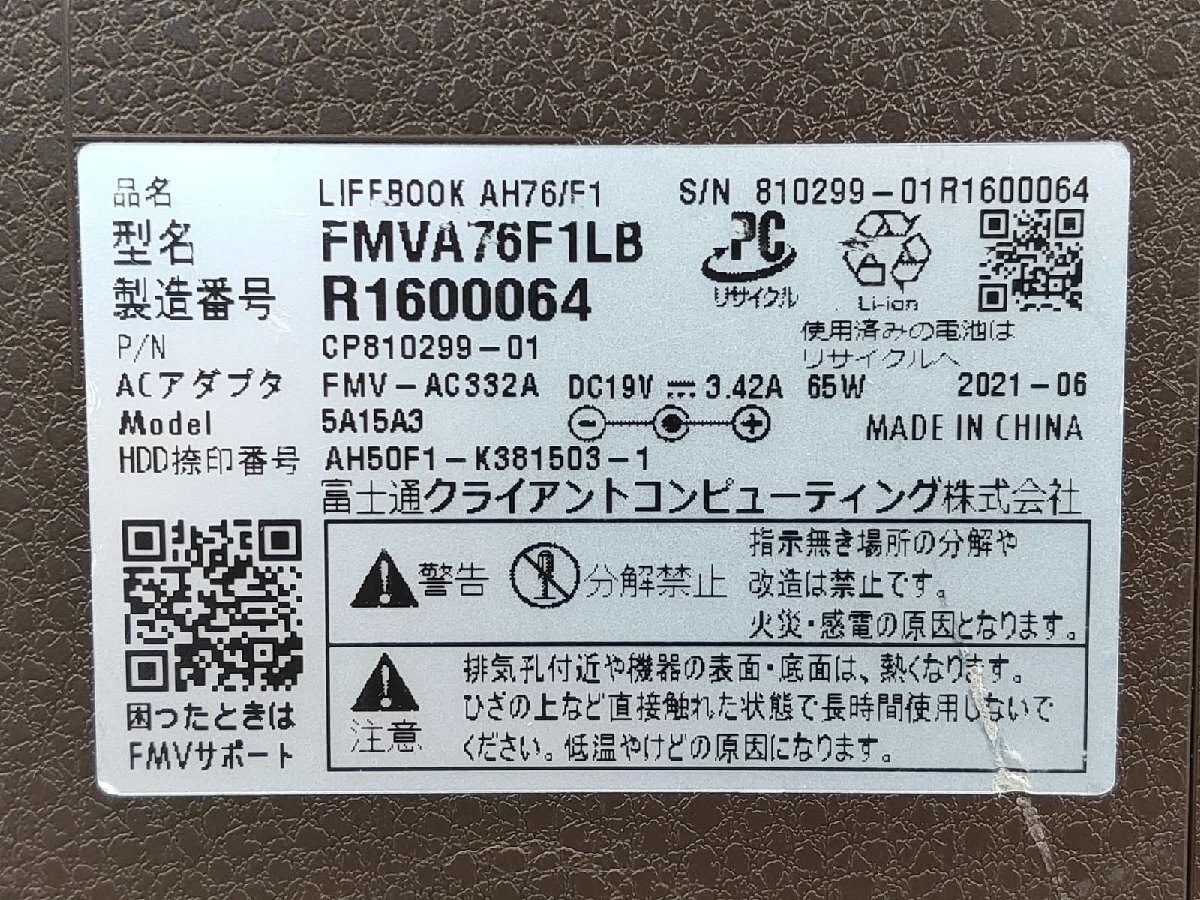 品名 LIFEBOOK AH76/F1 S/N 810299-01R1600064
型名 FMVA76F1LB
製造番号 R1600064
PC
リサイクル
Li-ion
使用済みの電池は
リサイクルへ
P/N CP810299-01
ACアダプタ FMV-AC332A DC19V ⎓ 3.42A 65W 2021-06
Model 5A15A3
MADE IN CHINA
HDD捺印番号 AH50F1-K381503-1
富士通クライアントコンピューティング株式会社
警告 分解禁止
指示無き場所の分解や
改造は禁止です。
火災・感電の原因となります。
注意
排気孔付近や機器の表面・底面は、熱くなります。
ひざの上など直接触れた状態で長時間使用しないで
ください。低温やけどの原因になります。
困ったときは
FMVサポート